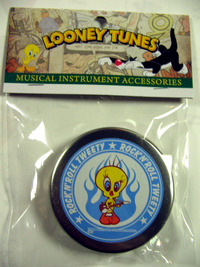 LOONEY TUNES
MUSICAL INSTRUMENT ACCESSORIES
ROCK'N'ROLL TWEETY
ROCK'N'ROLL TWEETY